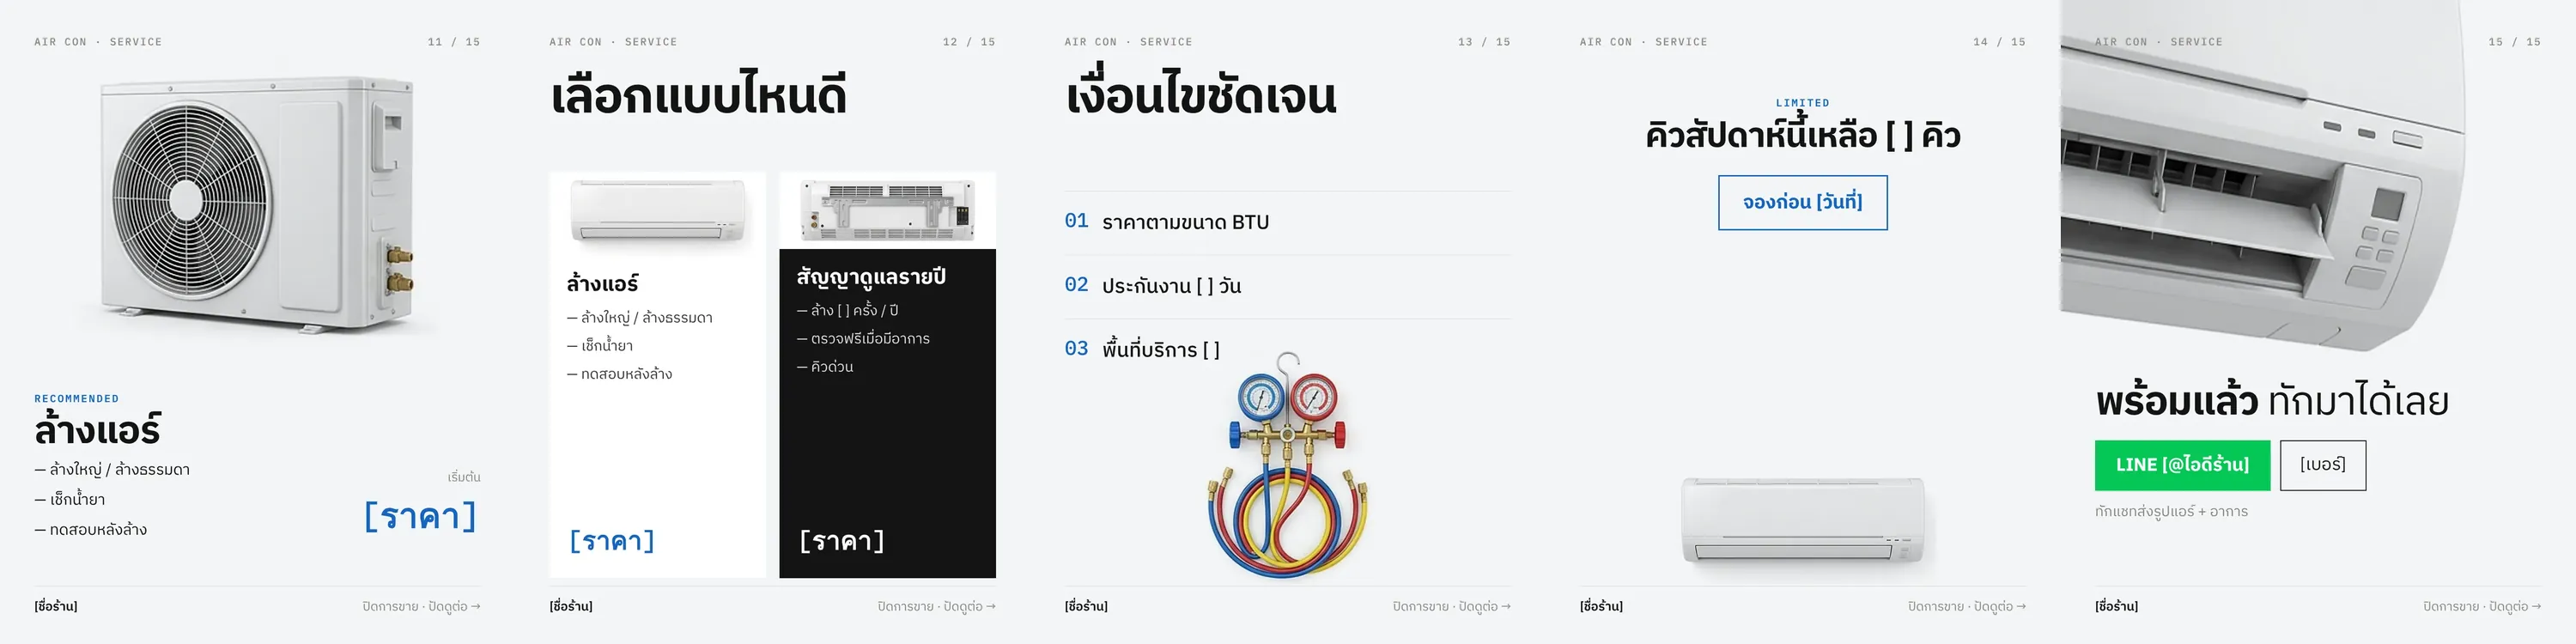 AIR CON · SERVICE
11 / 15
RECOMMENDED
ล้างแอร์
— ล้างใหญ่ / ล้างธรรมดา
— เช็กน้ำยา
— ทดสอบหลังล้าง
เริ่มต้น
[ราคา]
[ชื่อร้าน]
ปิดการขาย · ปัดดูต่อ →
AIR CON · SERVICE
12 / 15
เลือกแบบไหนดี
ล้างแอร์
— ล้างใหญ่ / ล้างธรรมดา
— เช็กน้ำยา
— ทดสอบหลังล้าง
[ราคา]
สัญญาดูแลรายปี
— ล้าง [ ] ครั้ง / ปี
— ตรวจฟรีเมื่อมีอาการ
— คิวด่วน
[ราคา]
[ชื่อร้าน]
ปิดการขาย · ปัดดูต่อ →
AIR CON · SERVICE
13 / 15
เงื่อนไขชัดเจน
01 ราคาตามขนาด BTU
02 ประกันงาน [ ] วัน
03 พื้นที่บริการ [ ]
[ชื่อร้าน]
ปิดการขาย · ปัดดูต่อ →
AIR CON · SERVICE
14 / 15
LIMITED
คิวสัปดาห์นี้เหลือ [ ] คิว
จองก่อน [วันที่]
[ชื่อร้าน]
ปิดการขาย · ปัดดูต่อ →
AIR CON · SERVICE
15 / 15
พร้อมแล้ว ทักมาได้เลย
LINE [@ไอดีร้าน]
[เบอร์]
ทักแชทส่งรูปแอร์ + อาการ
[ชื่อร้าน]
ปิดการขาย · ปัดดูต่อ →